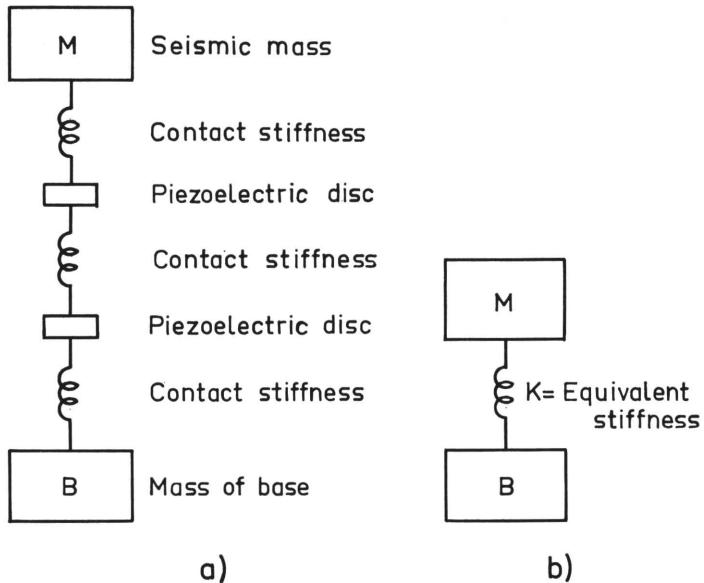 M Seismic mass
Contact stiffness
Piezoelectric disc
Contact stiffness
Piezoelectric disc
Contact stiffness
B Mass of base
a)
M
K= Equivalent
stiffness
B
b)